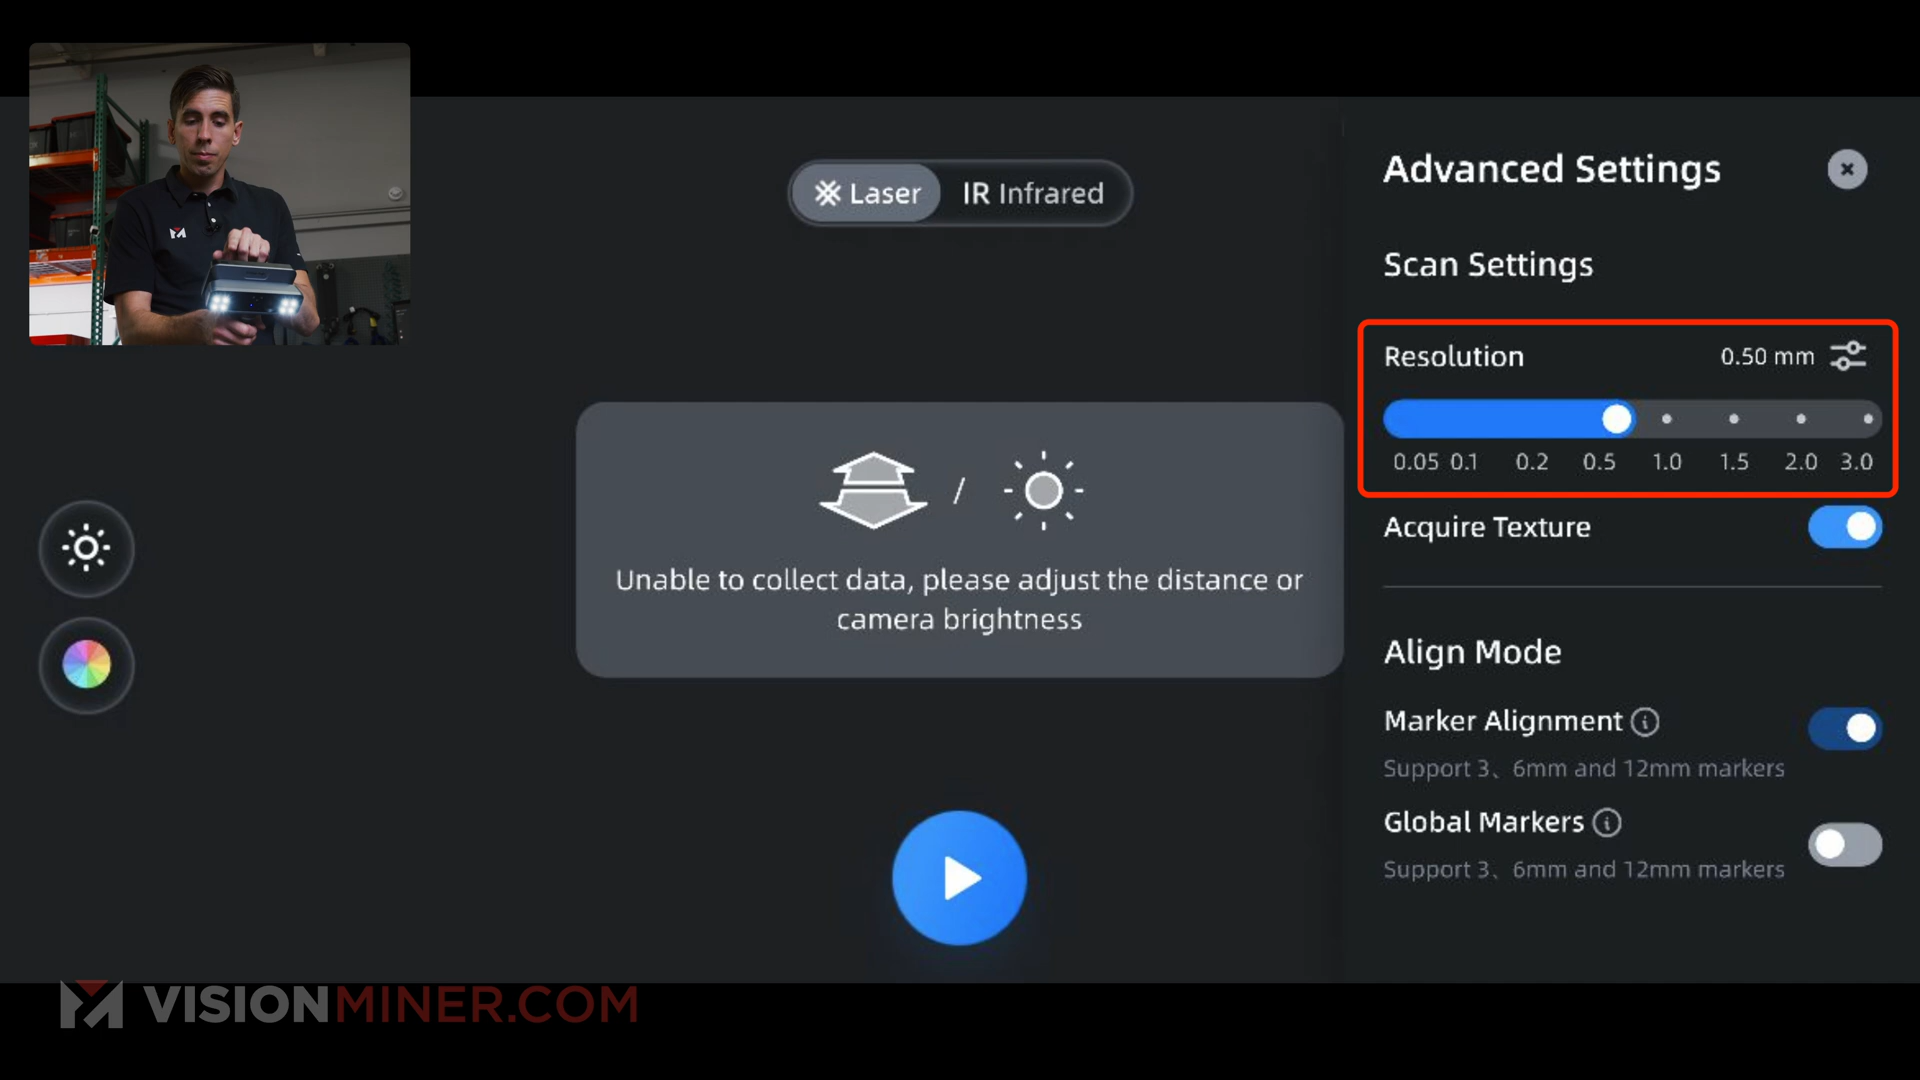 Laser
IR Infrared
Unable to collect data, please adjust the distance or
camera brightness
Advanced Settings
Scan Settings
Resolution 0.50 mm
0.05 0.1 0.2 0.5 1.0 1.5 2.0 3.0
Acquire Texture
Align Mode
Marker Alignment
Support 3、6mm and 12mm markers
Global Markers
Support 3、6mm and 12mm markers
VISIONMINER.COM